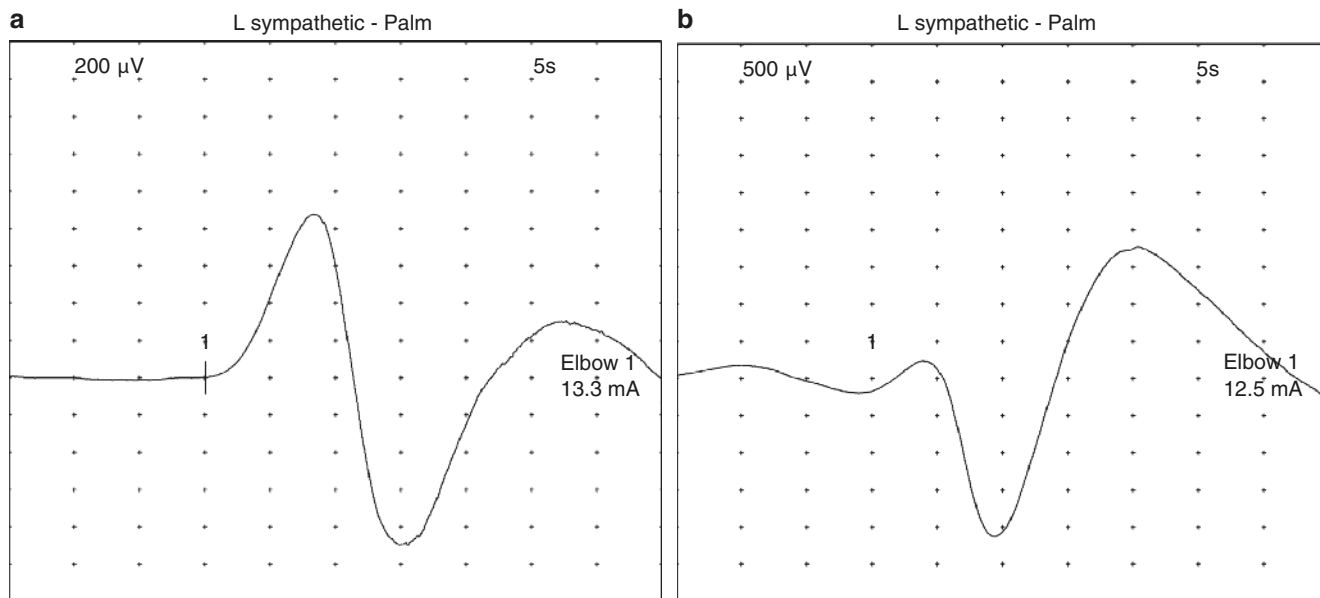 a
L sympathetic - Palm
200 µV
5s
1
Elbow 1
13.3 mA
b
L sympathetic - Palm
500 µV
5s
1
Elbow 1
12.5 mA